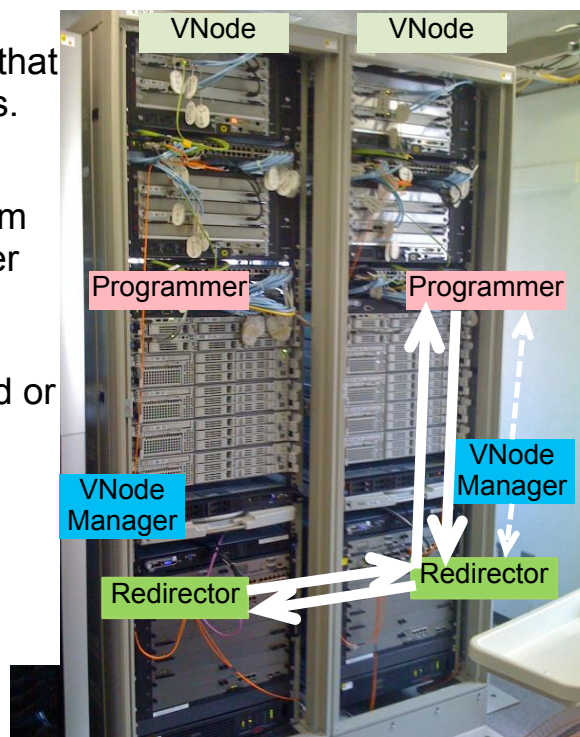 VNode
VNode
that
s.
m
er
Programmer
Programmer
d or
VNode
Manager
VNode
Manager
Redirector
Redirector